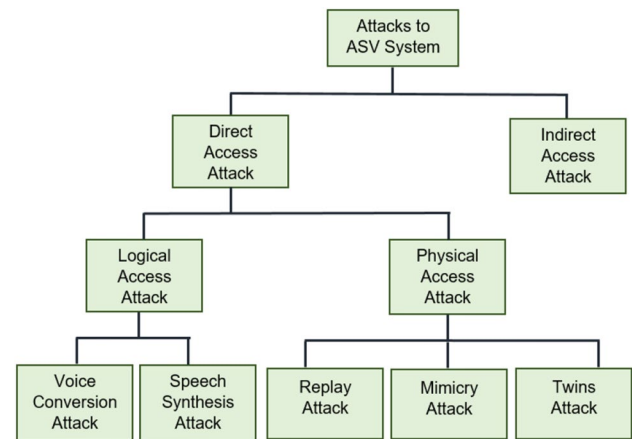 Attacks to
ASV System
Direct
Access
Attack
Indirect
Access
Attack
Logical
Access
Attack
Physical
Access
Attack
Voice
Conversion
Attack
Speech
Synthesis
Attack
Replay
Attack
Mimicry
Attack
Twins
Attack